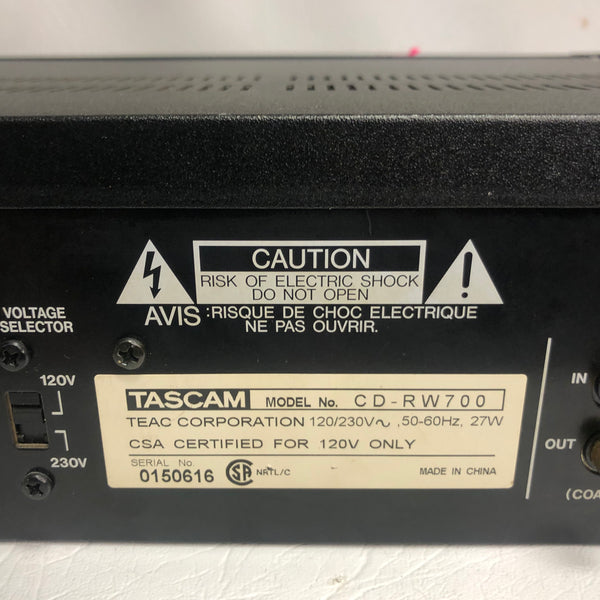 CAUTION
RISK OF ELECTRIC SHOCK
DO NOT OPEN
AVIS :RISQUE DE CHOC ELECTRIQUE
NE PAS OUVRIR.
VOLTAGE
SELECTOR
120V
230V
TASCAM MODEL No. CD-RW700
TEAC CORPORATION 120/230V~ ,50-60Hz, 27W
CSA CERTIFIED FOR 120V ONLY
SERIAL No.
0150616 SA NRTL/C MADE IN CHINA
IN
OUT